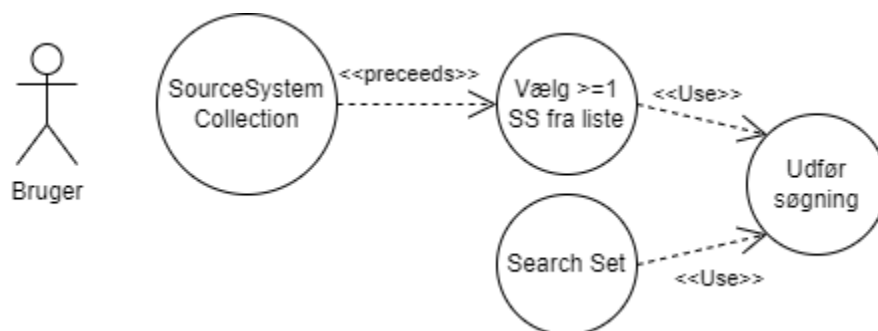 Bruger
SourceSystem
Collection
<<preceeds>>
Vælg >=1
SS fra liste
<<Use>>
Search Set
<<Use>>
Udfør
søgning